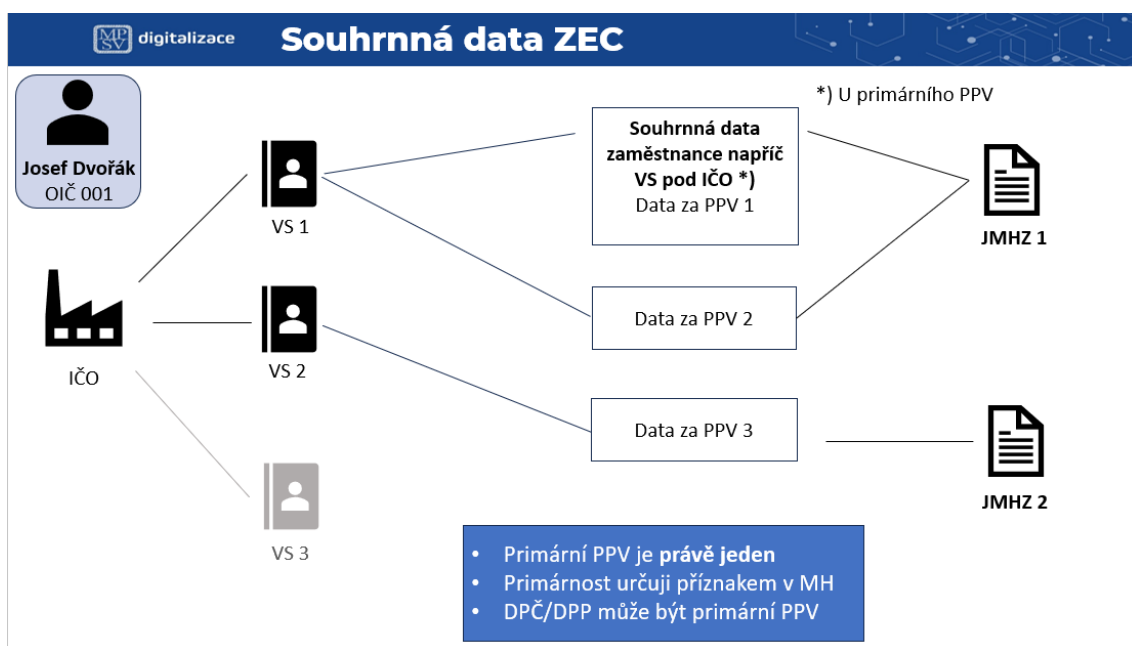 MP
SV
digitalizace
Souhrnná data ZEC
Josef Dvořák
OIČ 001
IČO
VS 1
VS 2
VS 3
*) U primárního PPV
Souhrnná data
zaměstnance napříč
VS pod IČO *)
Data za PPV 1
Data za PPV 2
Data za PPV 3
JMHZ 1
JMHZ 2
• Primární PPV je právě jeden
• Primárnost určuji příznakem v MH
• DPČ/DPP může být primární PPV